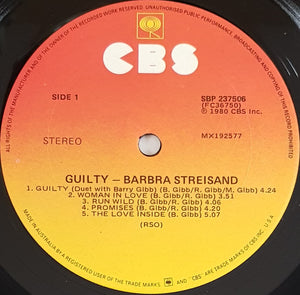 ALL RIGHTS OF THE MANUFACTURER AND OF THE OWNER OF THE RECORDED WORK RESERVED. UNAUTHORISED PUBLIC PERFORMANCE, BROADCASTING AND COPYING OF THIS RECORD PROHIBITED
CBS
SIDE 1
SBP 237506
(FC36750)
℗ 1980 CBS Inc.
STEREO
MX192577
GUILTY — BARBRA STREISAND
1. GUILTY (Duet with Barry Gibb) (B. Gibb/R. Gibb/M. Gibb) 4.24
2. WOMAN IN LOVE (B. Gibb/R. Gibb) 3.51
3. RUN WILD (B. Gibb/R. Gibb) 4.06
4. PROMISES (B. Gibb/R. Gibb) 4.20
5. THE LOVE INSIDE (B. Gibb) 5.07
(RSO)
MADE IN AUSTRALIA BY
REGISTERED USER OF THE TRADE MARKS
AND 'CBS' ARE TRADE MARKS OF CBS INC. U.S.A.